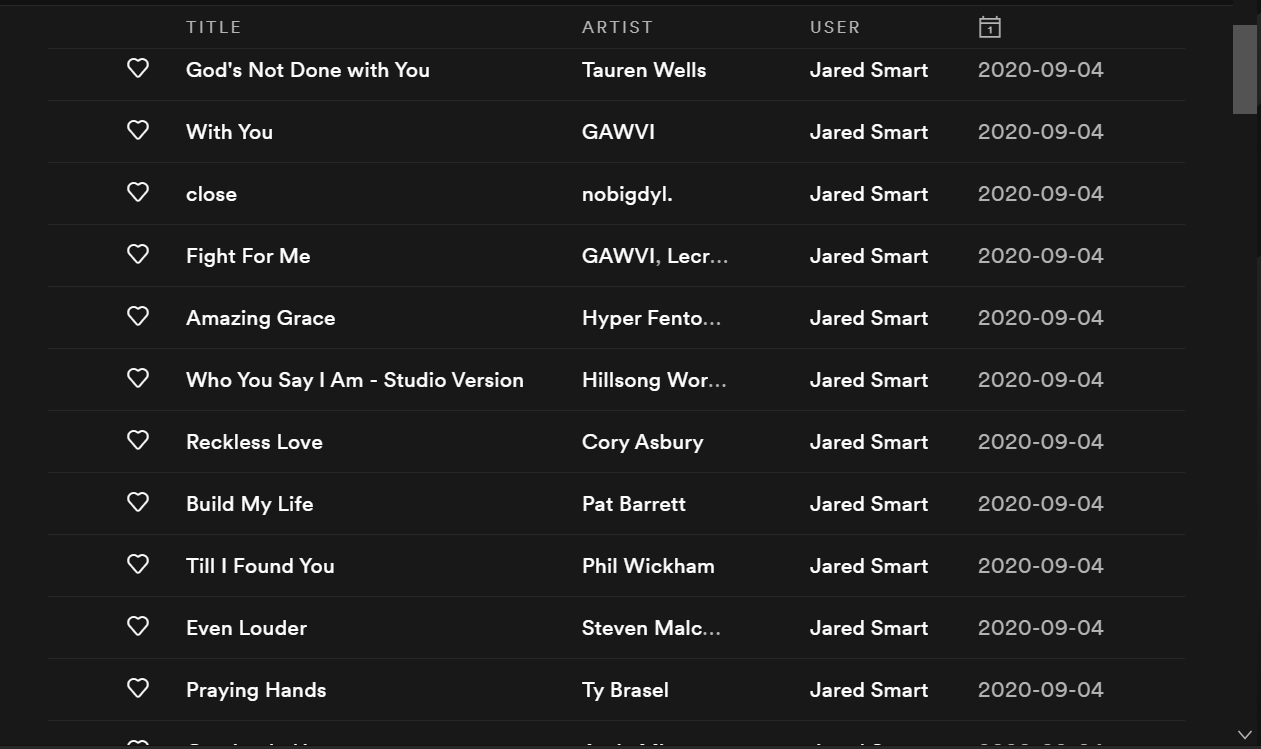 TITLE ARTIST USER 1
God's Not Done with You Tauren Wells Jared Smart 2020-09-04
With You GAWVI Jared Smart 2020-09-04
close nobigdyl. Jared Smart 2020-09-04
Fight For Me GAWVI, Lecr... Jared Smart 2020-09-04
Amazing Grace Hyper Fento... Jared Smart 2020-09-04
Who You Say I Am - Studio Version Hillsong Wor... Jared Smart 2020-09-04
Reckless Love Cory Asbury Jared Smart 2020-09-04
Build My Life Pat Barrett Jared Smart 2020-09-04
Till I Found You Phil Wickham Jared Smart 2020-09-04
Even Louder Steven Malc... Jared Smart 2020-09-04
Praying Hands Ty Brasel Jared Smart 2020-09-04